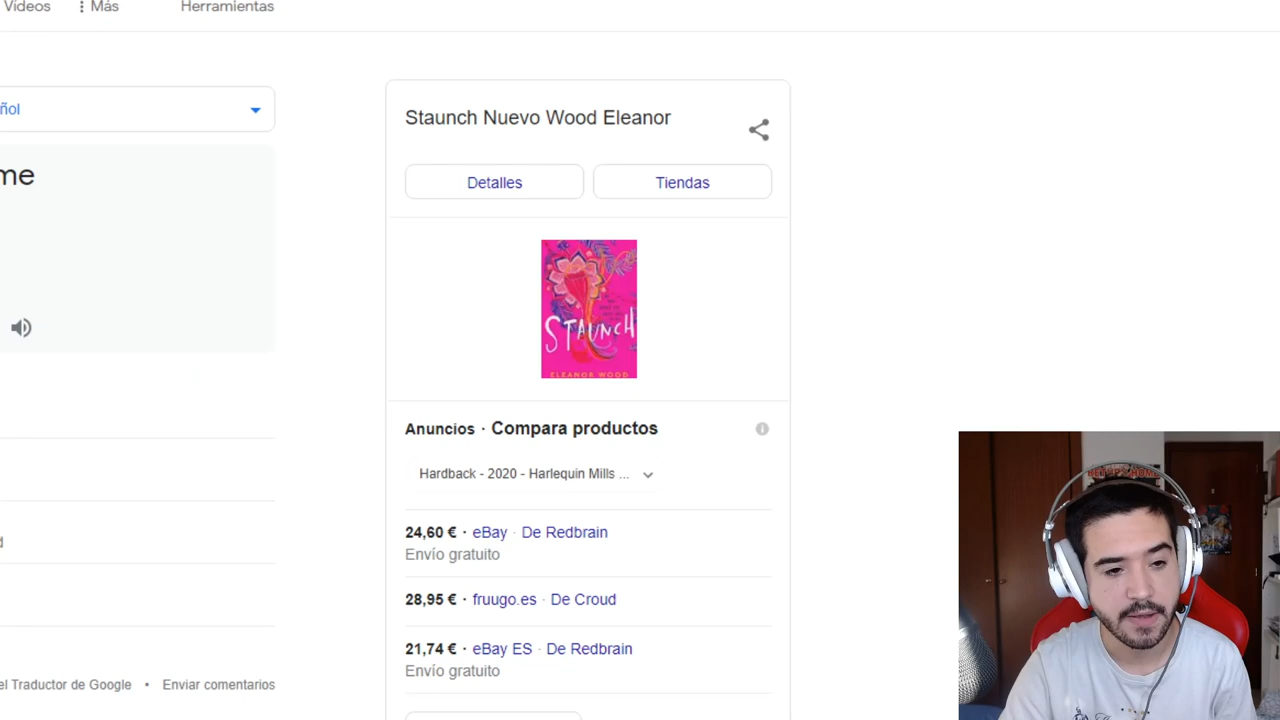 Vídeos
Más
Herramientas
ñol
me
Staunch Nuevo Wood Eleanor
Detalles
Tiendas
STAUNCH
ELEANOR WOOD
Anuncios · Compara productos
Hardback - 2020 - Harlequin Mills ...
24,60 € · eBay · De Redbrain
Envío gratuito
28,95 € · fruugo.es · De Croud
21,74 € · eBay ES · De Redbrain
Envío gratuito
el Traductor de Google • Enviar comentarios